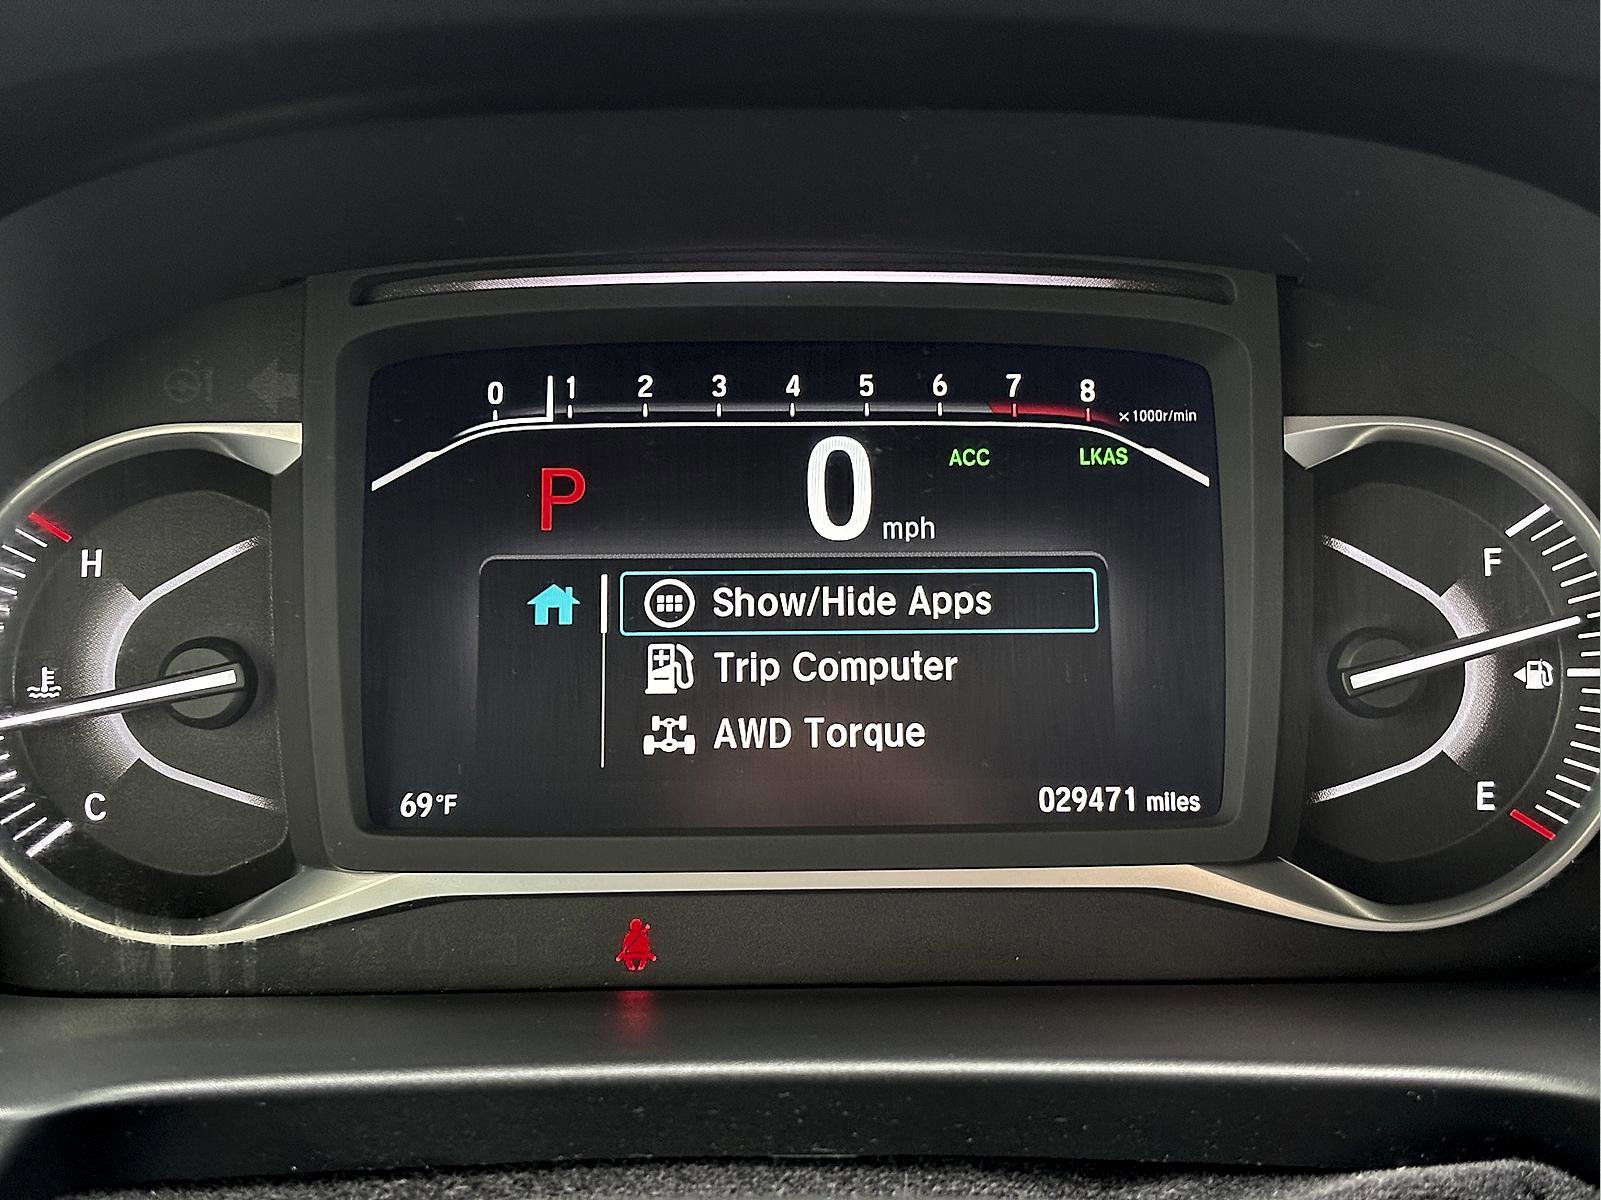 0 1 2 3 4 5 6 7 8 ×1000r/min
ACC LKAS
P 0 mph
H
F
Show/Hide Apps
Trip Computer
AWD Torque
C
E
69°F
029471 miles